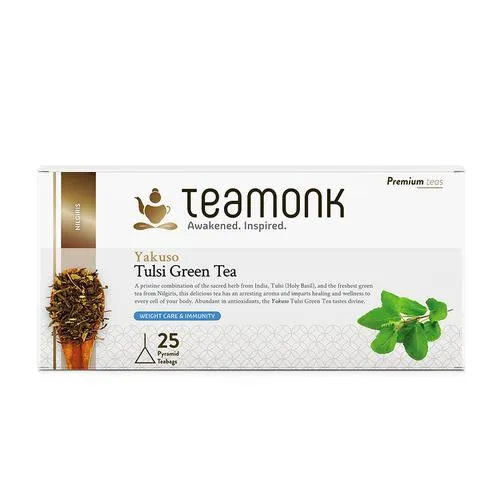 Premium teas
NILGIRIS
TEAMONK
Awakened. Inspired.
Yakuso
Tulsi Green Tea
A pristine combination of the sacred herb from India, Tulsi (Holy Basil), and the freshest green
tea from Nilgiris, this delicious tea has an arresting aroma and imparts healing and wellness to
every cell of your body. Abundant in antioxidants, the Yakuso Tulsi Green Tea tastes divine.
WEIGHT CARE & IMMUNITY
25
Pyramid
Teabags